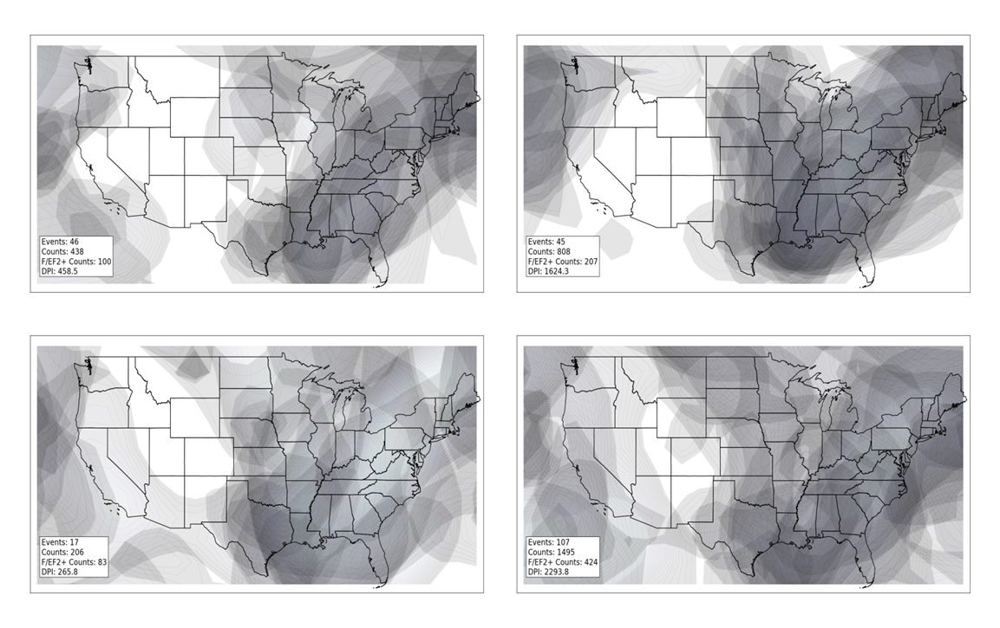 Events: 46
Counts: 438
F/EF2+ Counts: 100
DPI: 458.5
Events: 45
Counts: 808
F/EF2+ Counts: 207
DPI: 1624.3
Events: 17
Counts: 206
F/EF2+ Counts: 83
DPI: 265.8
Events: 107
Counts: 1495
F/EF2+ Counts: 424
DPI: 2293.8